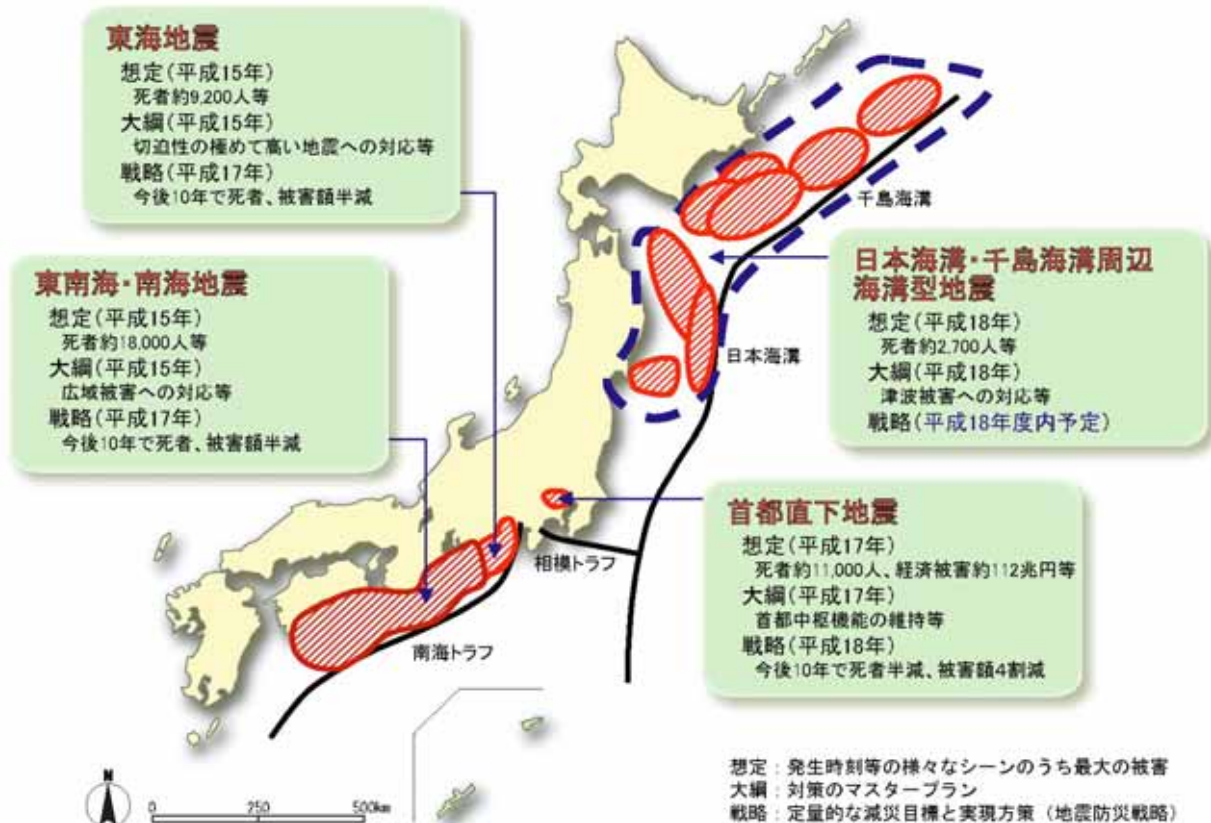 東海地震
想定(平成15年)
死者約9,200人等
大綱(平成15年)
切迫性の極めて高い地震への対応等
戦略(平成17年)
今後10年で死者、被害額半減
東南海・南海地震
想定(平成15年)
死者約18,000人等
大綱(平成15年)
広域被害への対応等
戦略(平成17年)
今後10年で死者、被害額半減
千島海溝
日本海溝・千島海溝周辺
海溝型地震
想定(平成18年)
死者約2,700人等
大綱(平成18年)
津波被害への対応等
戦略(平成18年度内予定)
日本海溝
首都直下地震
想定(平成17年)
死者約11,000人、経済被害約112兆円等
大綱(平成17年)
首都中枢機能の維持等
戦略(平成18年)
今後10年で死者半減、被害額4割減
相模トラフ
南海トラフ
N
0 250 500km
想定：発生時刻等の様々なシーンのうち最大の被害
大綱：対策のマスタープラン
戦略：定量的な減災目標と実現方策（地震防災戦略）